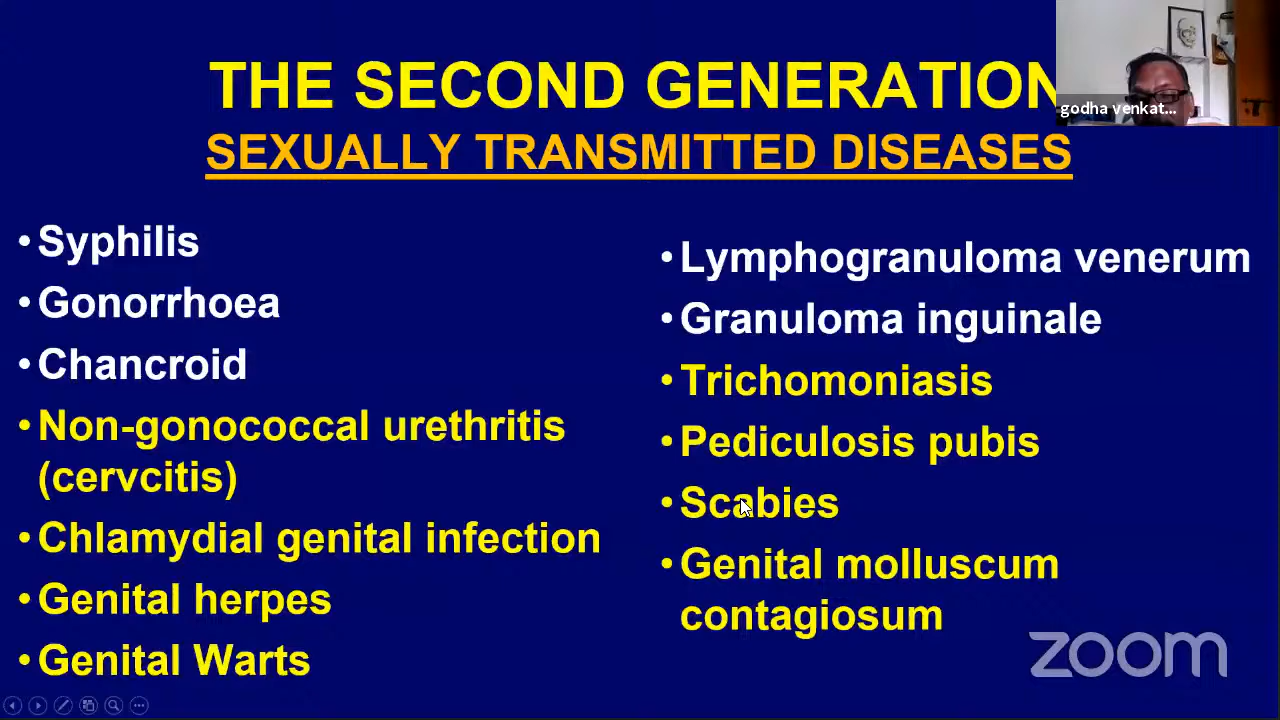 THE SECOND GENERATION
SEXUALLY TRANSMITTED DISEASES
godha venkat...
• Syphilis
• Gonorrhoea
• Chancroid
• Non-gonococcal urethritis
(cervcitis)
• Chlamydial genital infection
• Genital herpes
• Genital Warts
• Lymphogranuloma venerum
• Granuloma inguinale
• Trichomoniasis
• Pediculosis pubis
• Scabies
• Genital molluscum
contagiosum
zoom